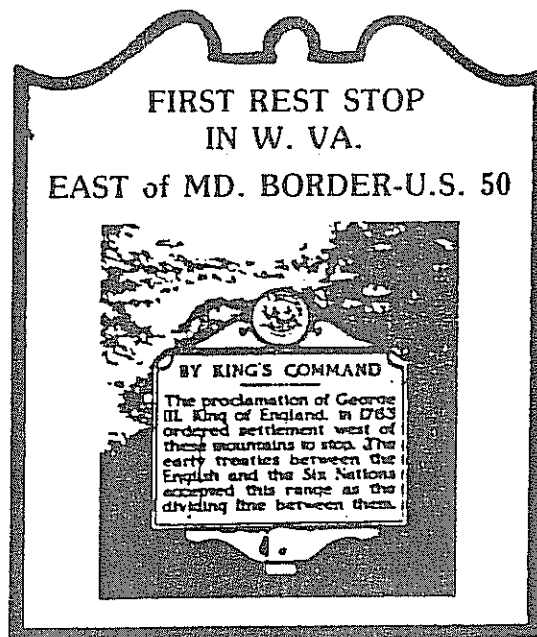 FIRST REST STOP
IN W. VA.
EAST of MD. BORDER-U.S. 50
BY KING'S COMMAND
The proclamation of George
III, King of England, in 1763
ordered settlement west of
these mountains to stop. The
early treaties between the
English and the Six Nations
accepted this range as the
dividing line between them.